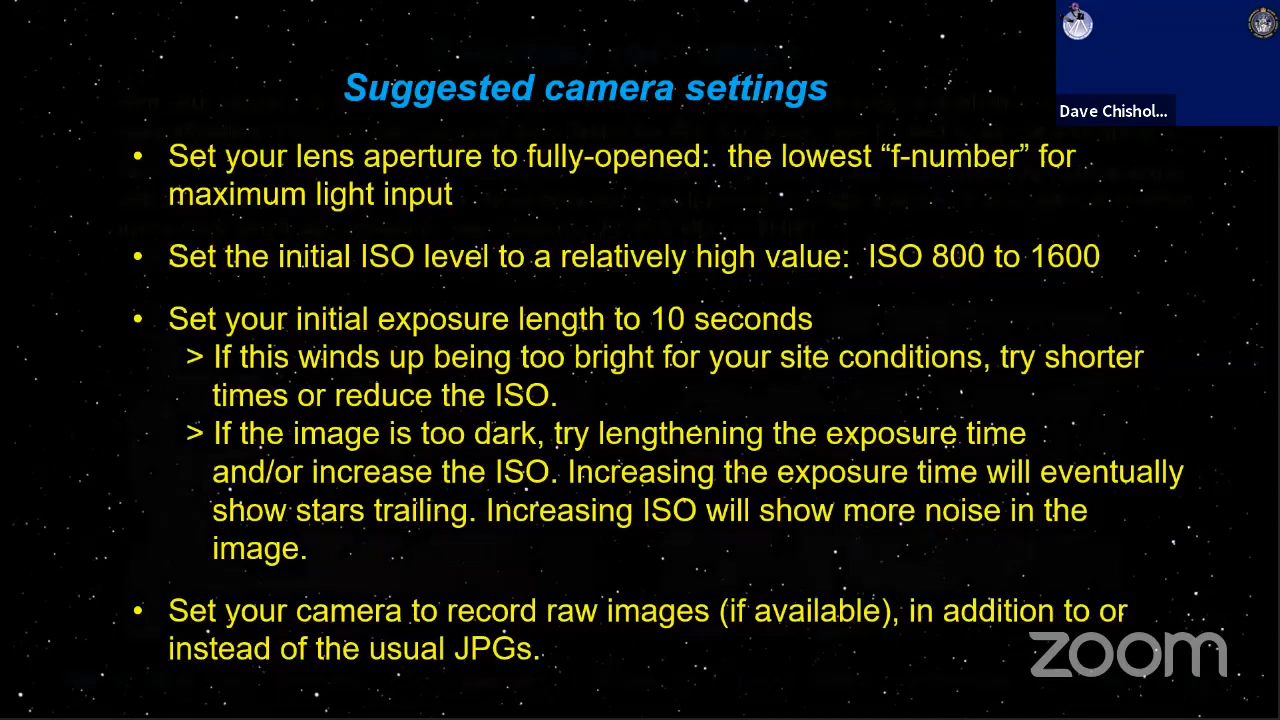 Suggested camera settings
Dave Chishol...
• Set your lens aperture to fully-opened:  the lowest “f-number” for
maximum light input
• Set the initial ISO level to a relatively high value:  ISO 800 to 1600
• Set your initial exposure length to 10 seconds
> If this winds up being too bright for your site conditions, try shorter
times or reduce the ISO.
> If the image is too dark, try lengthening the exposure time
and/or increase the ISO. Increasing the exposure time will eventually
show stars trailing. Increasing ISO will show more noise in the
image.
• Set your camera to record raw images (if available), in addition to or
instead of the usual JPGs.
zoom